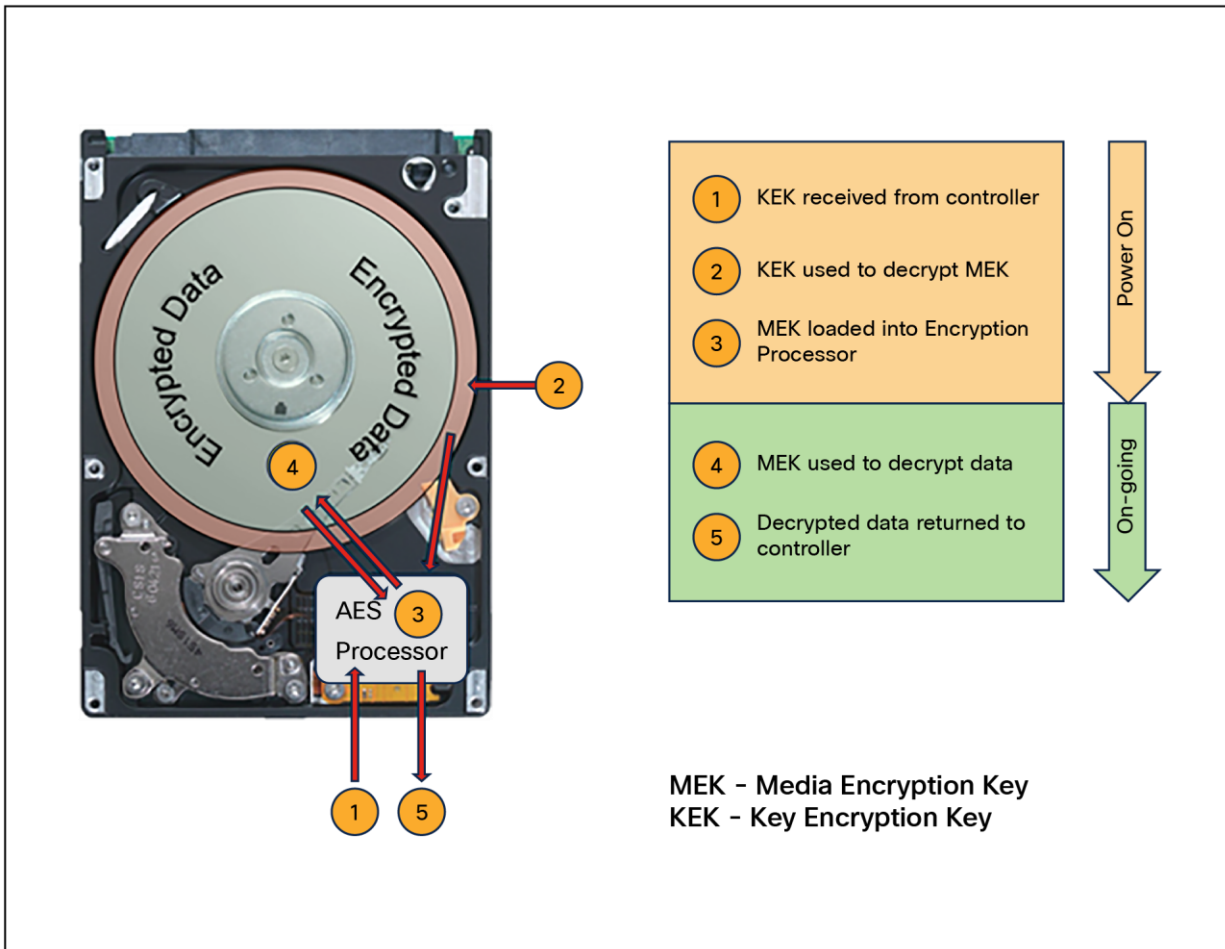 Encrypted Data
Encrypted Data
4
2
AES
3
Processor
1
5
1 KEK received from controller
2 KEK used to decrypt MEK
3 MEK loaded into Encryption
Processor
4 MEK used to decrypt data
5 Decrypted data returned to
controller
Power On
On-going
MEK - Media Encryption Key
KEK - Key Encryption Key